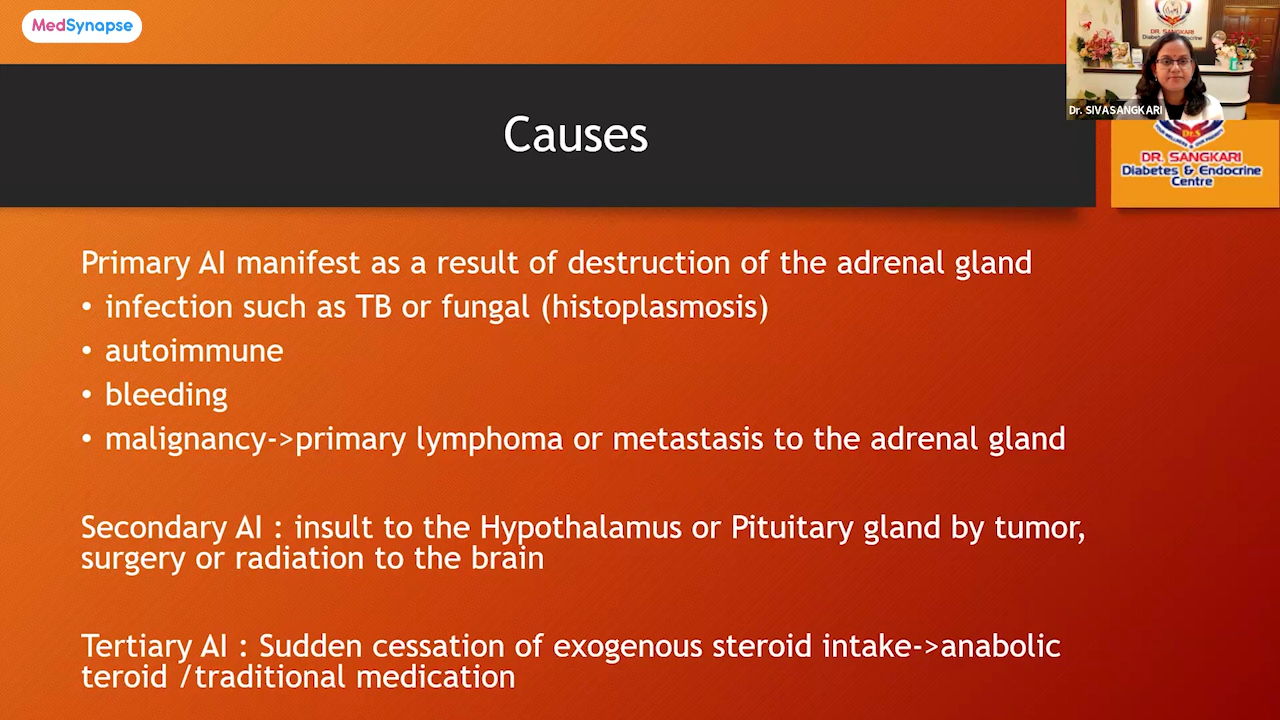 MedSynapse
DR. SANGKARI
Dr. SIVASANGKARI
Causes
Dr.S
DR. SANGKARI
Diabetes & Endocrine
Centre
Primary AI manifest as a result of destruction of the adrenal gland
• infection such as TB or fungal (histoplasmosis)
• autoimmune
• bleeding
• malignancy->primary lymphoma or metastasis to the adrenal gland
Secondary AI : insult to the Hypothalamus or Pituitary gland by tumor,
surgery or radiation to the brain
Tertiary AI : Sudden cessation of exogenous steroid intake->anabolic
teroid /traditional medication